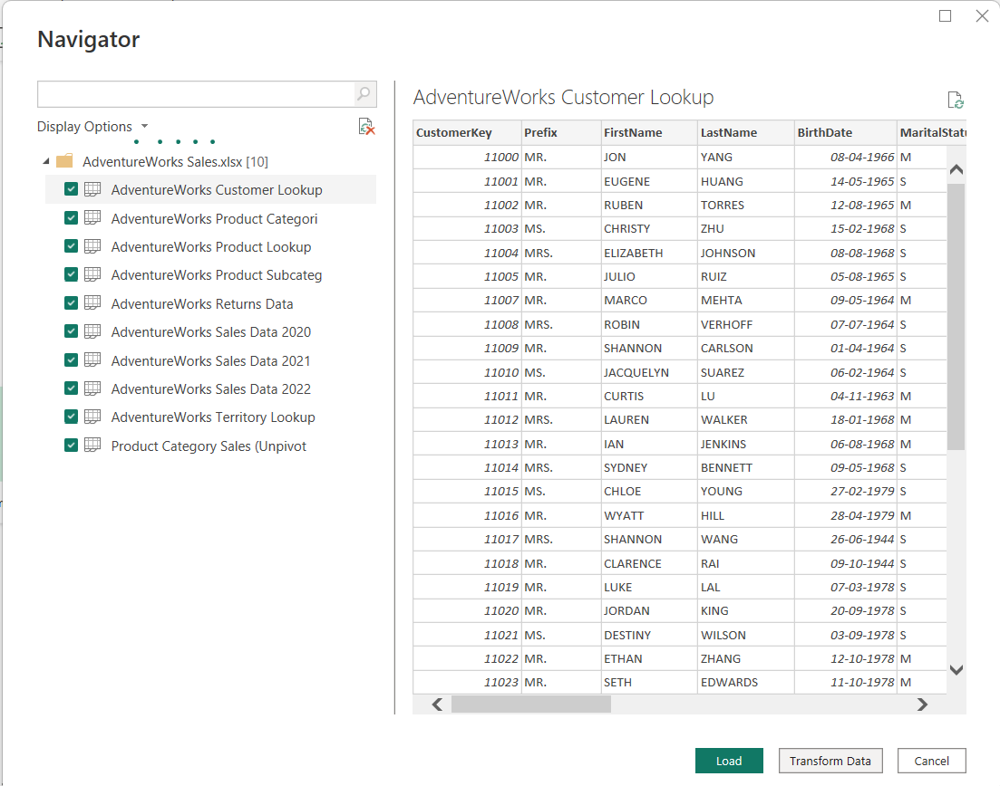 Navigator
Display Options
AdventureWorks Sales.xlsx [10]
AdventureWorks Customer Lookup
AdventureWorks Product Categori
AdventureWorks Product Lookup
AdventureWorks Product Subcateg
AdventureWorks Returns Data
AdventureWorks Sales Data 2020
AdventureWorks Sales Data 2021
AdventureWorks Sales Data 2022
AdventureWorks Territory Lookup
Product Category Sales (Unpivot
AdventureWorks Customer Lookup
CustomerKey Prefix FirstName LastName BirthDate MaritalStatu
11000 MR. JON YANG 08-04-1966 M
11001 MR. EUGENE HUANG 14-05-1965 S
11002 MR. RUBEN TORRES 12-08-1965 M
11003 MS. CHRISTY ZHU 15-02-1968 S
11004 MRS. ELIZABETH JOHNSON 08-08-1968 S
11005 MR. JULIO RUIZ 05-08-1965 S
11007 MR. MARCO MEHTA 09-05-1964 M
11008 MRS. ROBIN VERHOFF 07-07-1964 S
11009 MR. SHANNON CARLSON 01-04-1964 S
11010 MS. JACQUELYN SUAREZ 06-02-1964 S
11011 MR. CURTIS LU 04-11-1963 M
11012 MRS. LAUREN WALKER 18-01-1968 M
11013 MR. IAN JENKINS 06-08-1968 M
11014 MRS. SYDNEY BENNETT 09-05-1968 S
11015 MS. CHLOE YOUNG 27-02-1979 S
11016 MR. WYATT HILL 28-04-1979 M
11017 MRS. SHANNON WANG 26-06-1944 S
11018 MR. CLARENCE RAI 09-10-1944 S
11019 MR. LUKE LAL 07-03-1978 S
11020 MR. JORDAN KING 20-09-1978 S
11021 MS. DESTINY WILSON 03-09-1978 S
11022 MR. ETHAN ZHANG 12-10-1978 M
11023 MR. SETH EDWARDS 11-10-1978 M
Load Transform Data Cancel